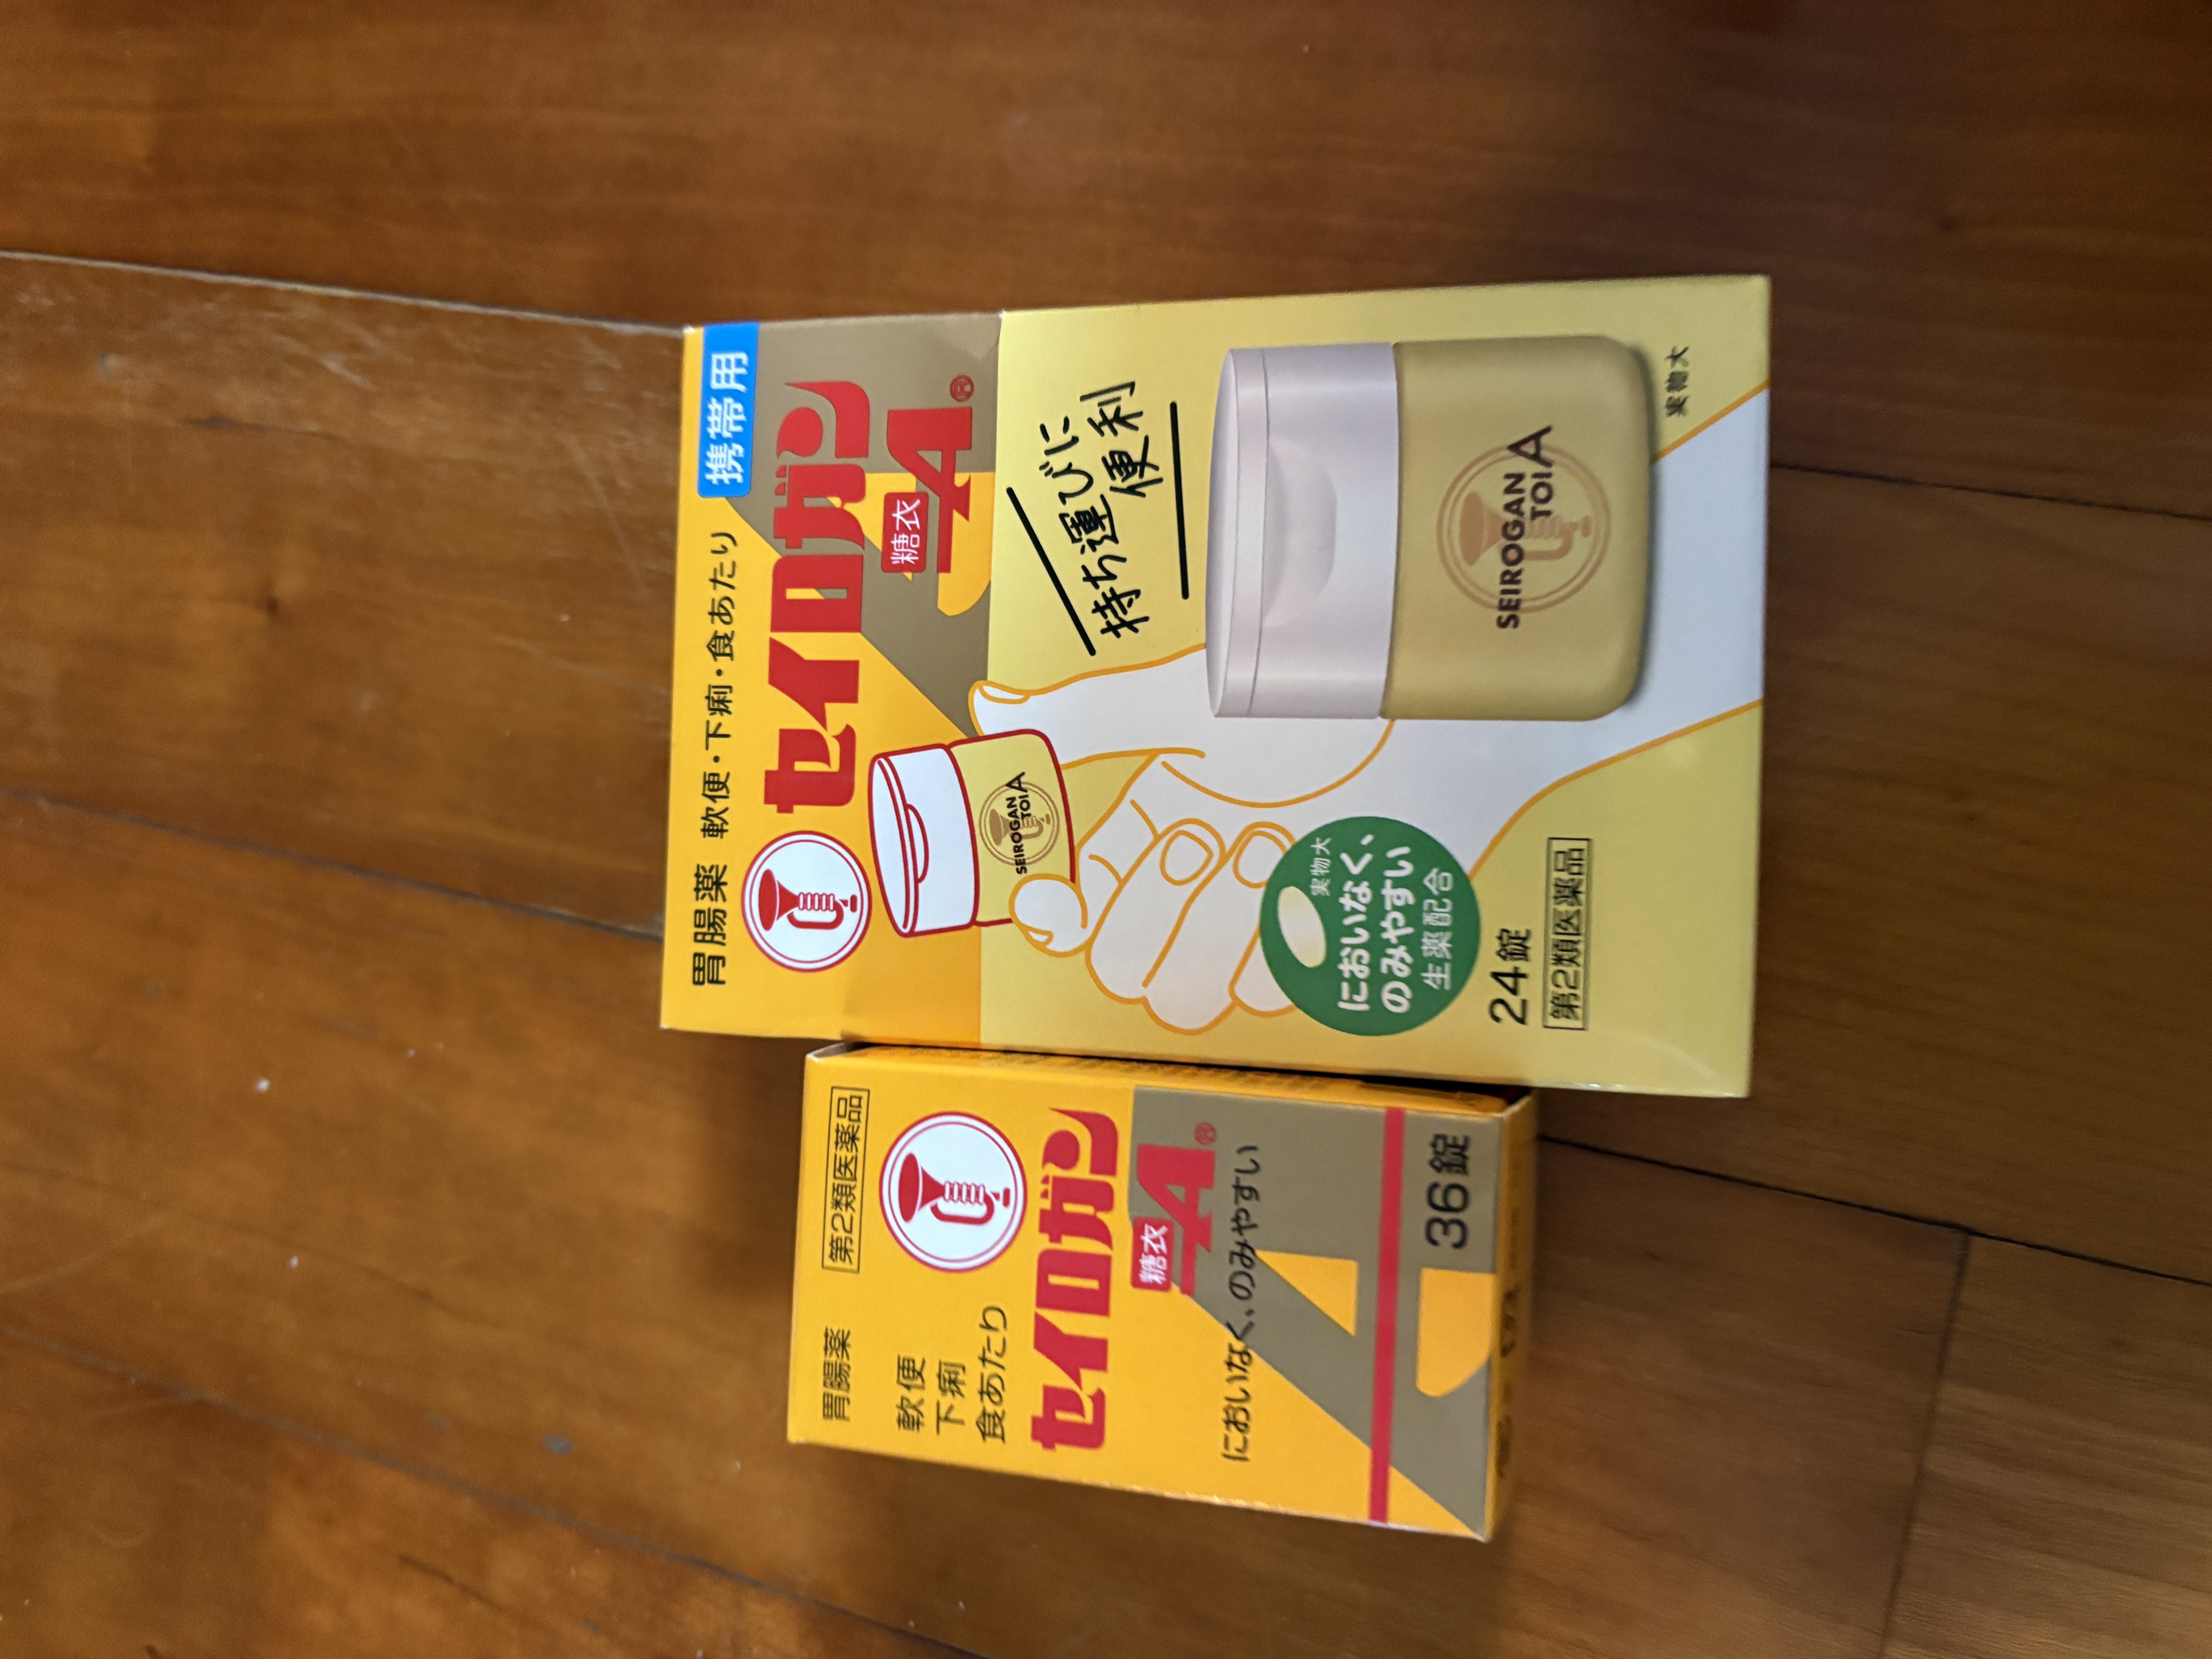 第2類医薬品
胃腸薬
軟便
下痢
食あたり
セイロガン
糖衣A®
においなく、のみやすい
36錠
携帯用
胃腸薬 軟便・下痢・食あたり
セイロガン
糖衣A®
持ち運びに
便利
SEIROGAN
TOI A
SEIROGAN
TOI A
実物大
実物大
においなく、
のみやすい
生薬配合
24錠
第2類医薬品